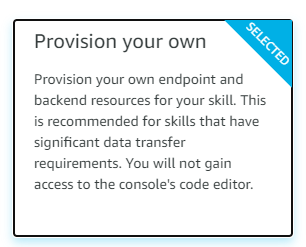 Provision your own
SELECTED
Provision your own endpoint and
backend resources for your skill. This
is recommended for skills that have
significant data transfer
requirements. You will not gain
access to the console's code editor.